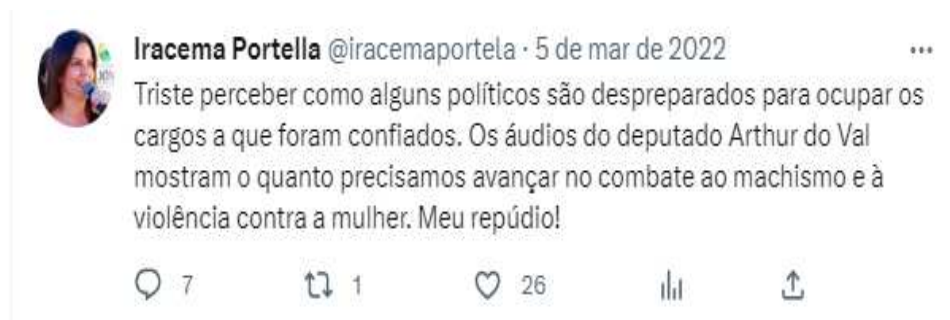 Iracema Portella @iracemaportela · 5 de mar de 2022 ...
Triste perceber como alguns políticos são despreparados para ocupar os
cargos a que foram confiados. Os áudios do deputado Arthur do Val
mostram o quanto precisamos avançar no combate ao machismo e à
violência contra a mulher. Meu repúdio!
7 1 26